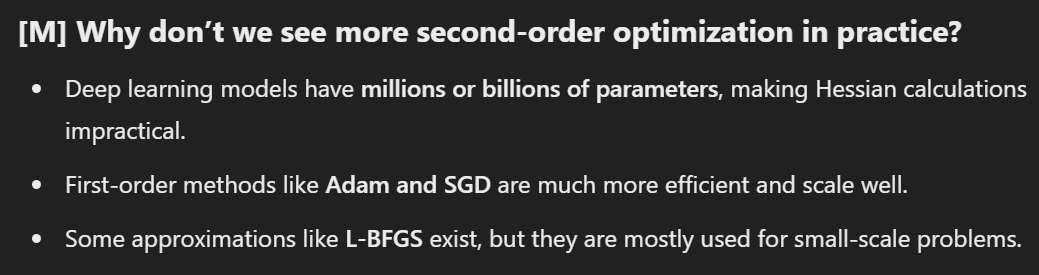 [M] Why don’t we see more second-order optimization in practice?
• Deep learning models have millions or billions of parameters, making Hessian calculations
impractical.
• First-order methods like Adam and SGD are much more efficient and scale well.
• Some approximations like L-BFGS exist, but they are mostly used for small-scale problems.